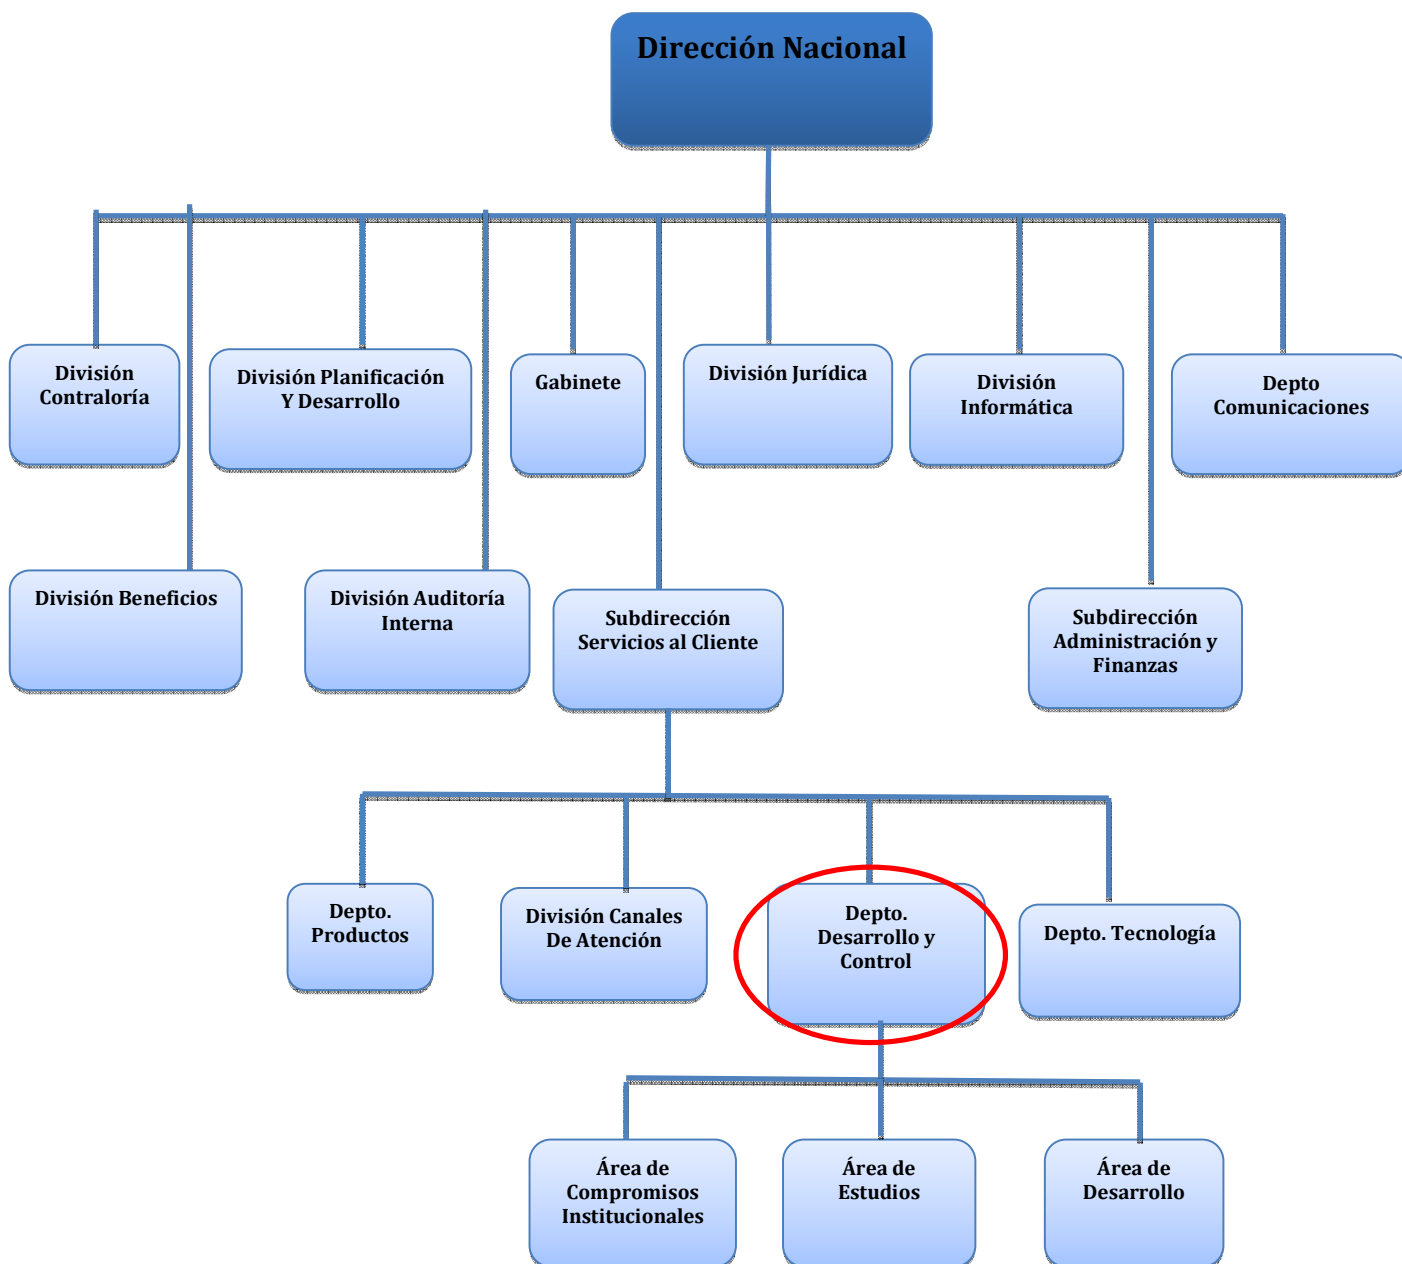 Dirección Nacional
División
Contraloría
División Planificación
Y Desarrollo
Gabinete
División Jurídica
División
Informática
Depto
Comunicaciones
División Beneficios
División Auditoría
Interna
Subdirección
Servicios al Cliente
Subdirección
Administración y
Finanzas
Depto.
Productos
División Canales
De Atención
Depto.
Desarrollo y
Control
Depto. Tecnología
Área de
Compromisos
Institucionales
Área de
Estudios
Área de
Desarrollo